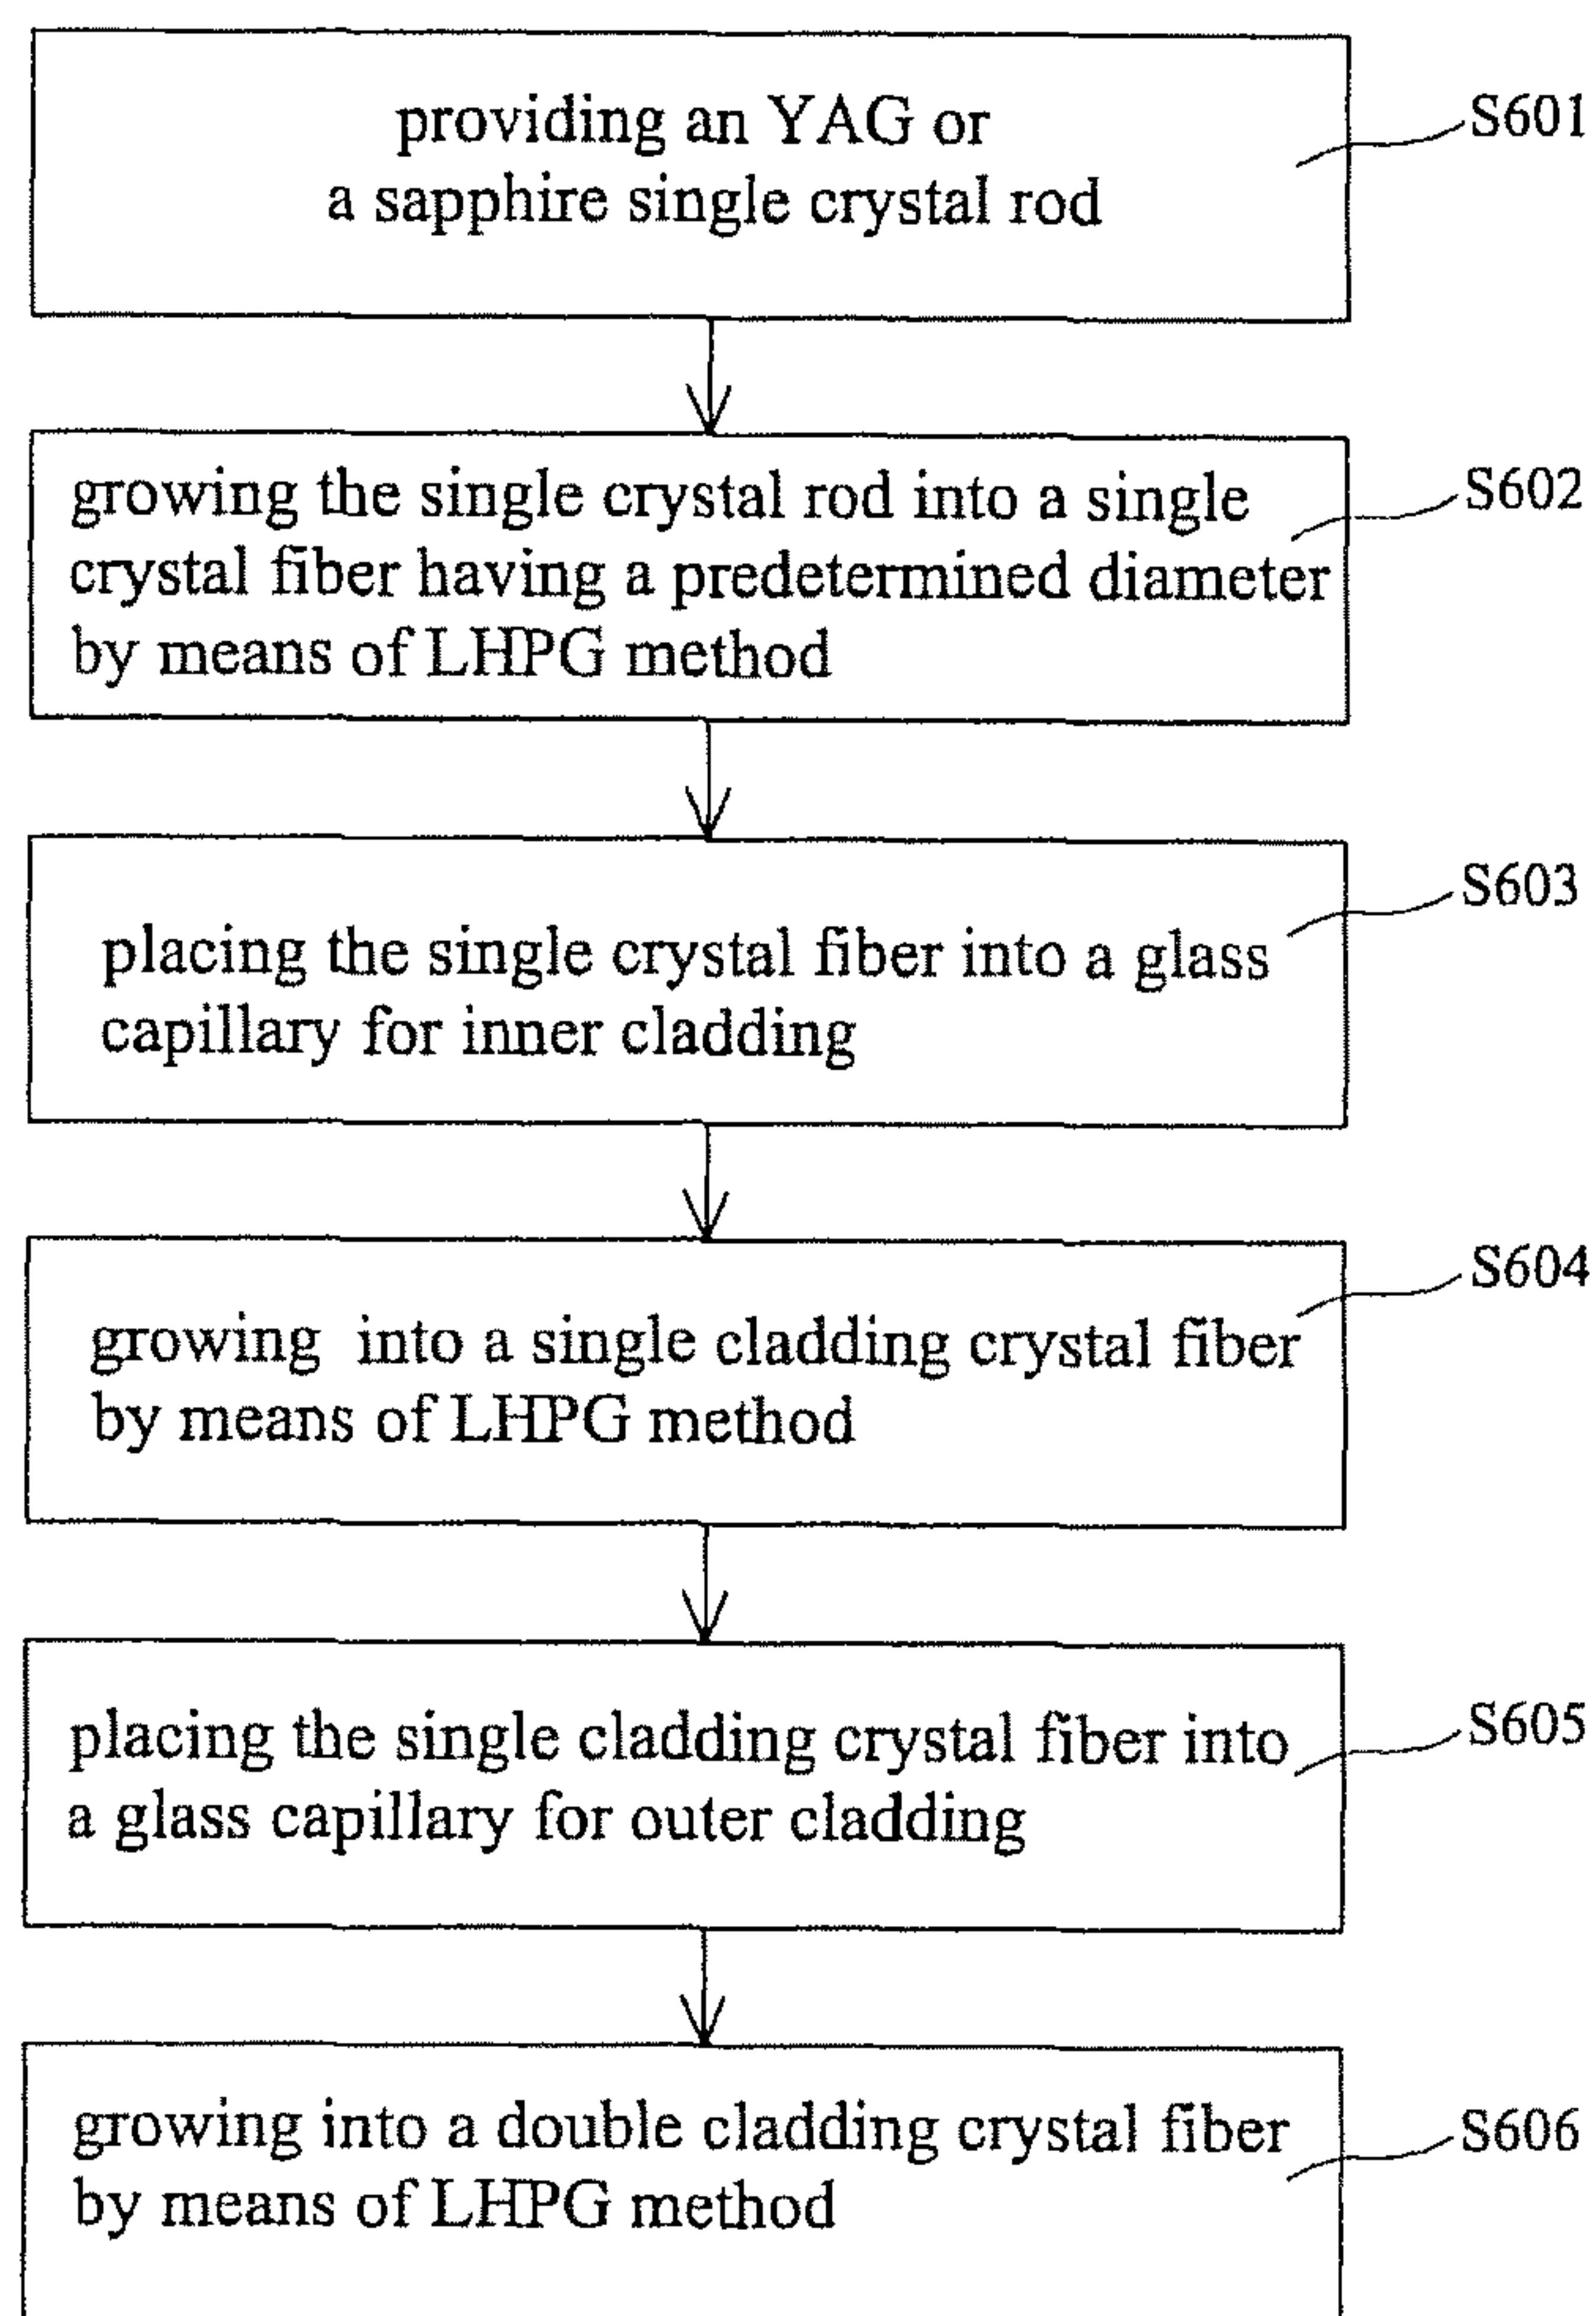 providing an YAG or
a sapphire single crystal rod
S601
growing the single crystal rod into a single
crystal fiber having a predetermined diameter
by means of LHPG method
S602
placing the single crystal fiber into a glass
capillary for inner cladding
S603
growing into a single cladding crystal fiber
by means of LHPG method
S604
placing the single cladding crystal fiber into
a glass capillary for outer cladding
S605
growing into a double cladding crystal fiber
by means of LHPG method
S606